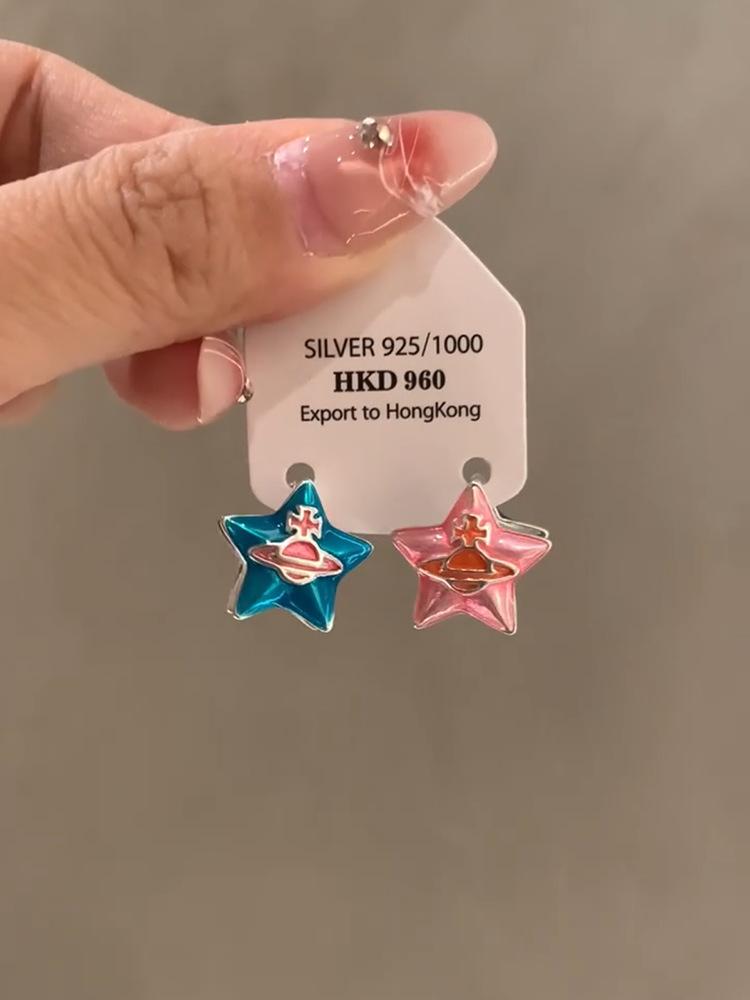 SILVER 925/1000
HKD 960
Export to HongKong